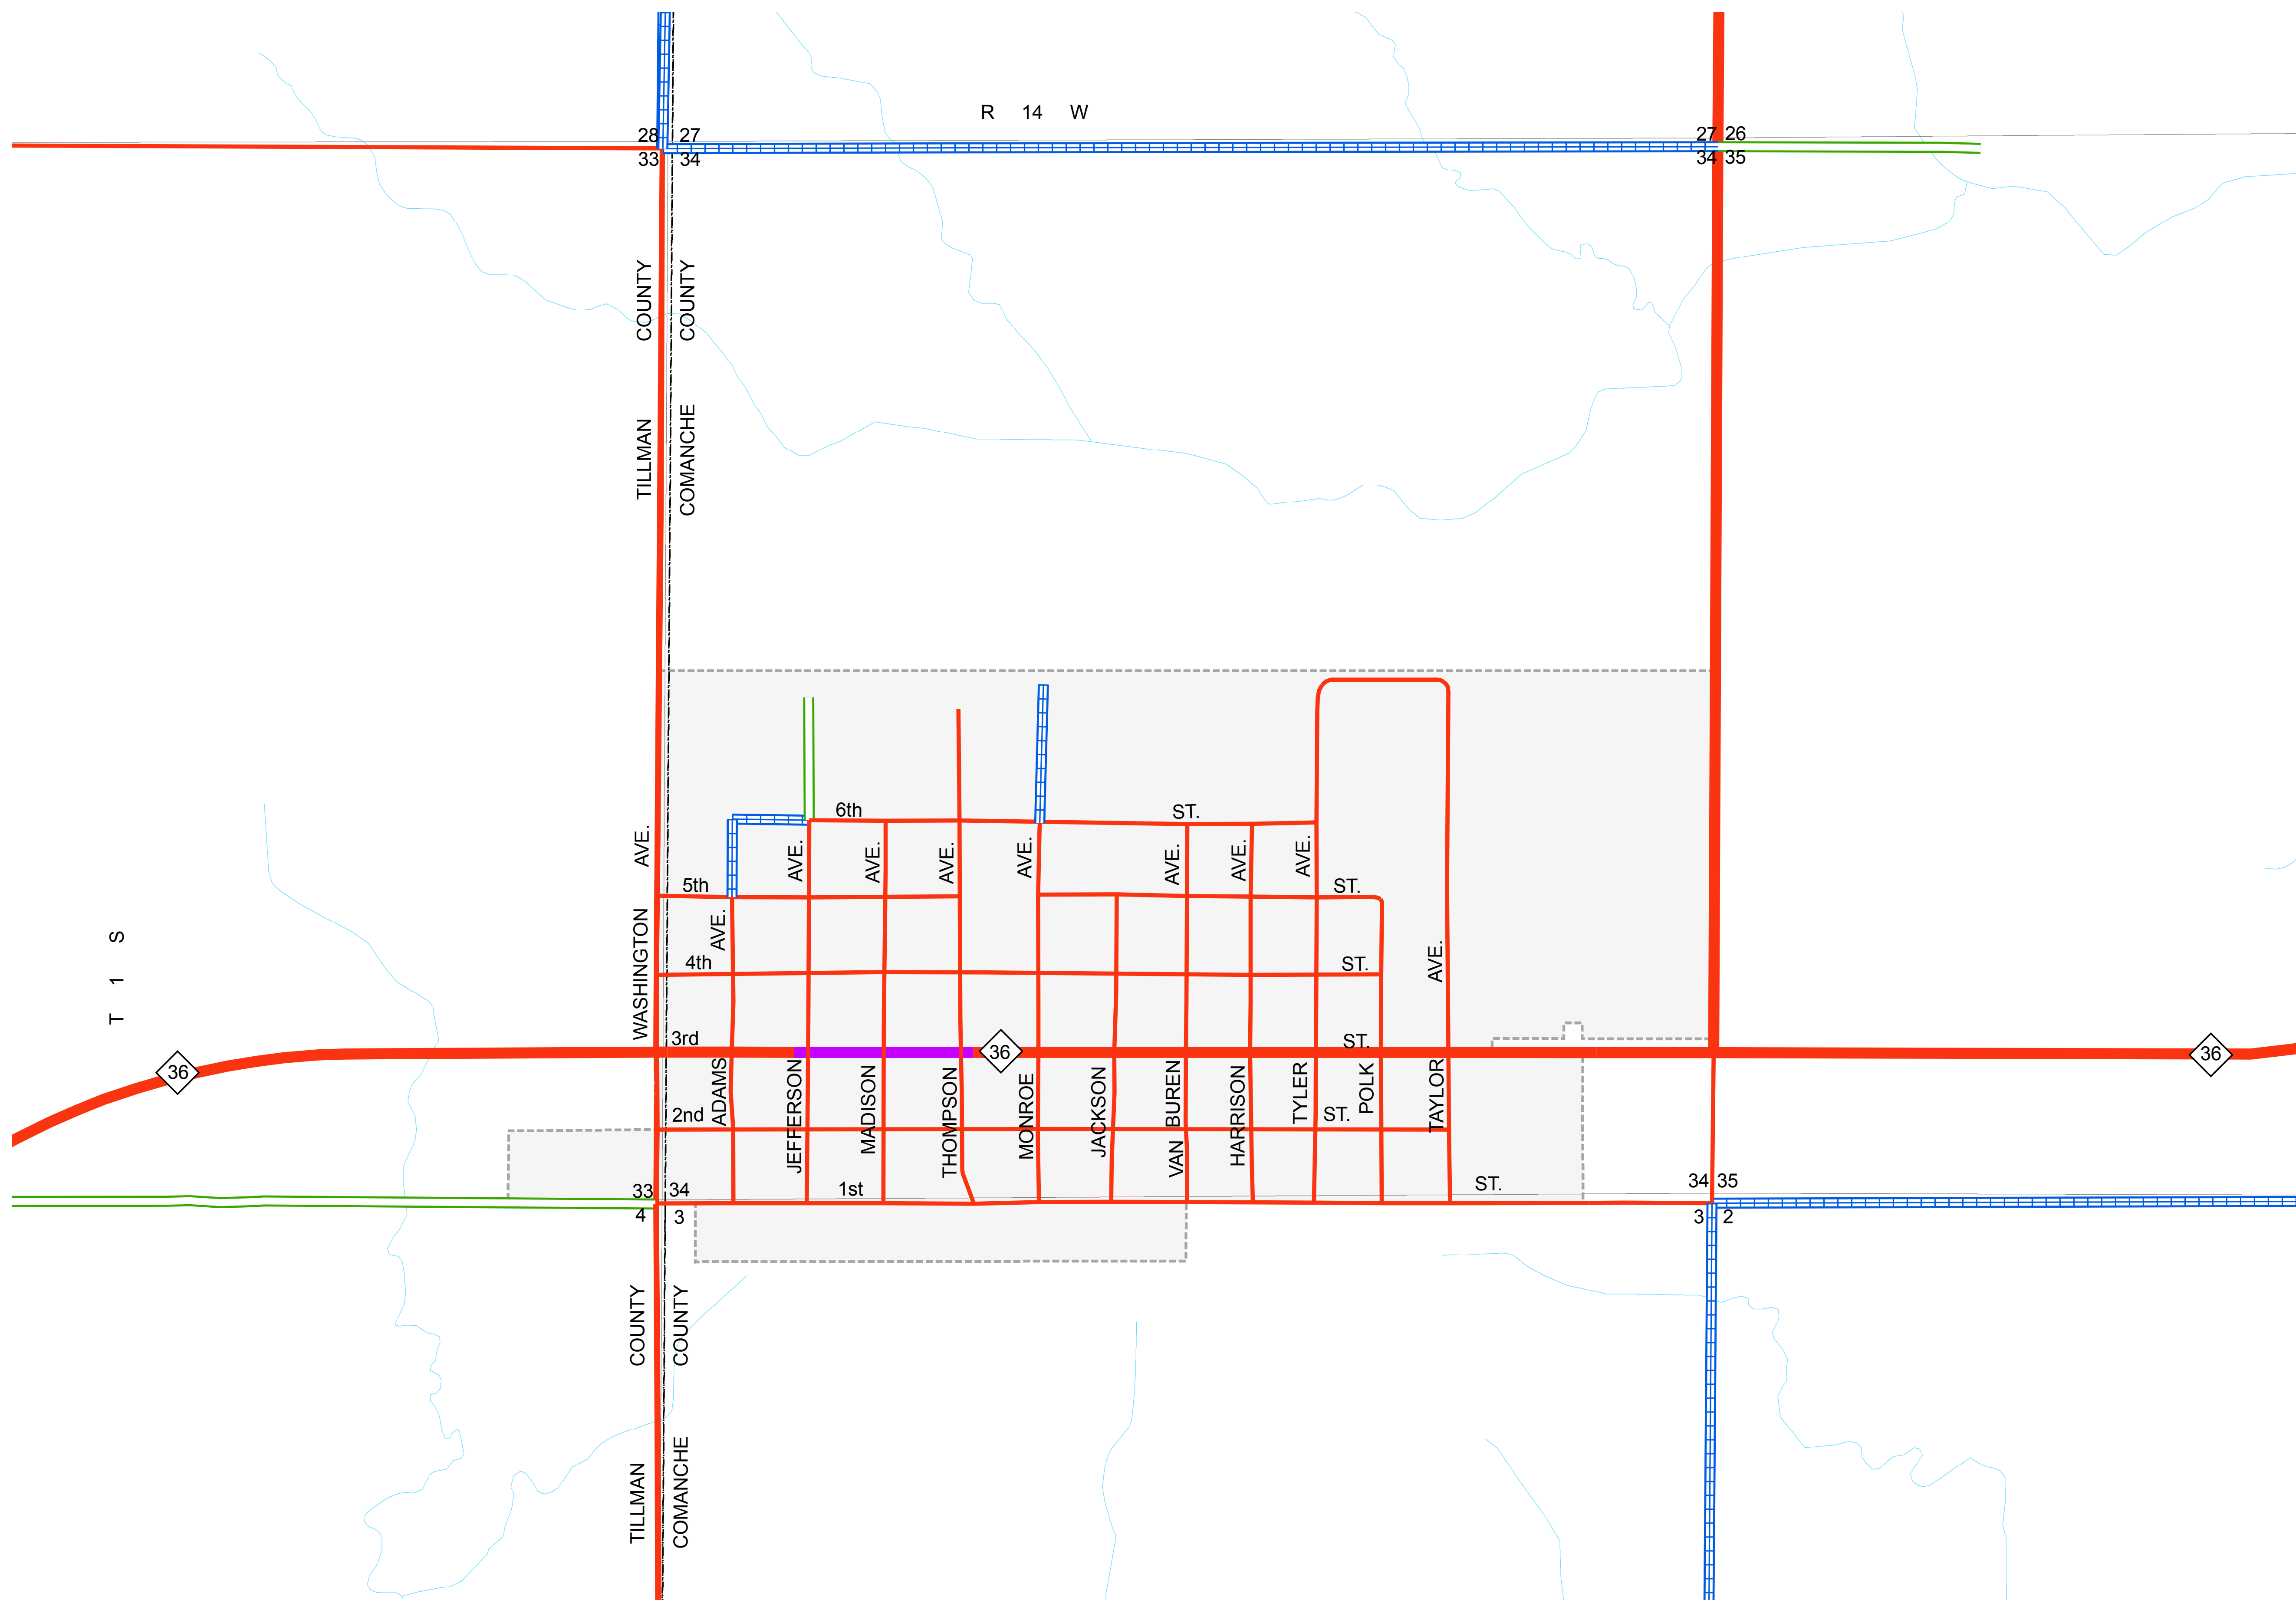 R 14 W
28 27
33 34
27 26
34 35
TILLMAN COUNTY
COMANCHE COUNTY
T 1 S
WASHINGTON AVE.
6th ST.
5th ST.
4th ST.
3rd ST.
2nd ST.
1st ST.
ADAMS AVE.
JEFFERSON AVE.
MADISON AVE.
THOMPSON AVE.
MONROE AVE.
JACKSON
VAN BUREN AVE.
HARRISON AVE.
TYLER AVE.
POLK
TAYLOR AVE.
36
36
36
33 34
4 3
34 35
3 2
TILLMAN COUNTY
COMANCHE COUNTY